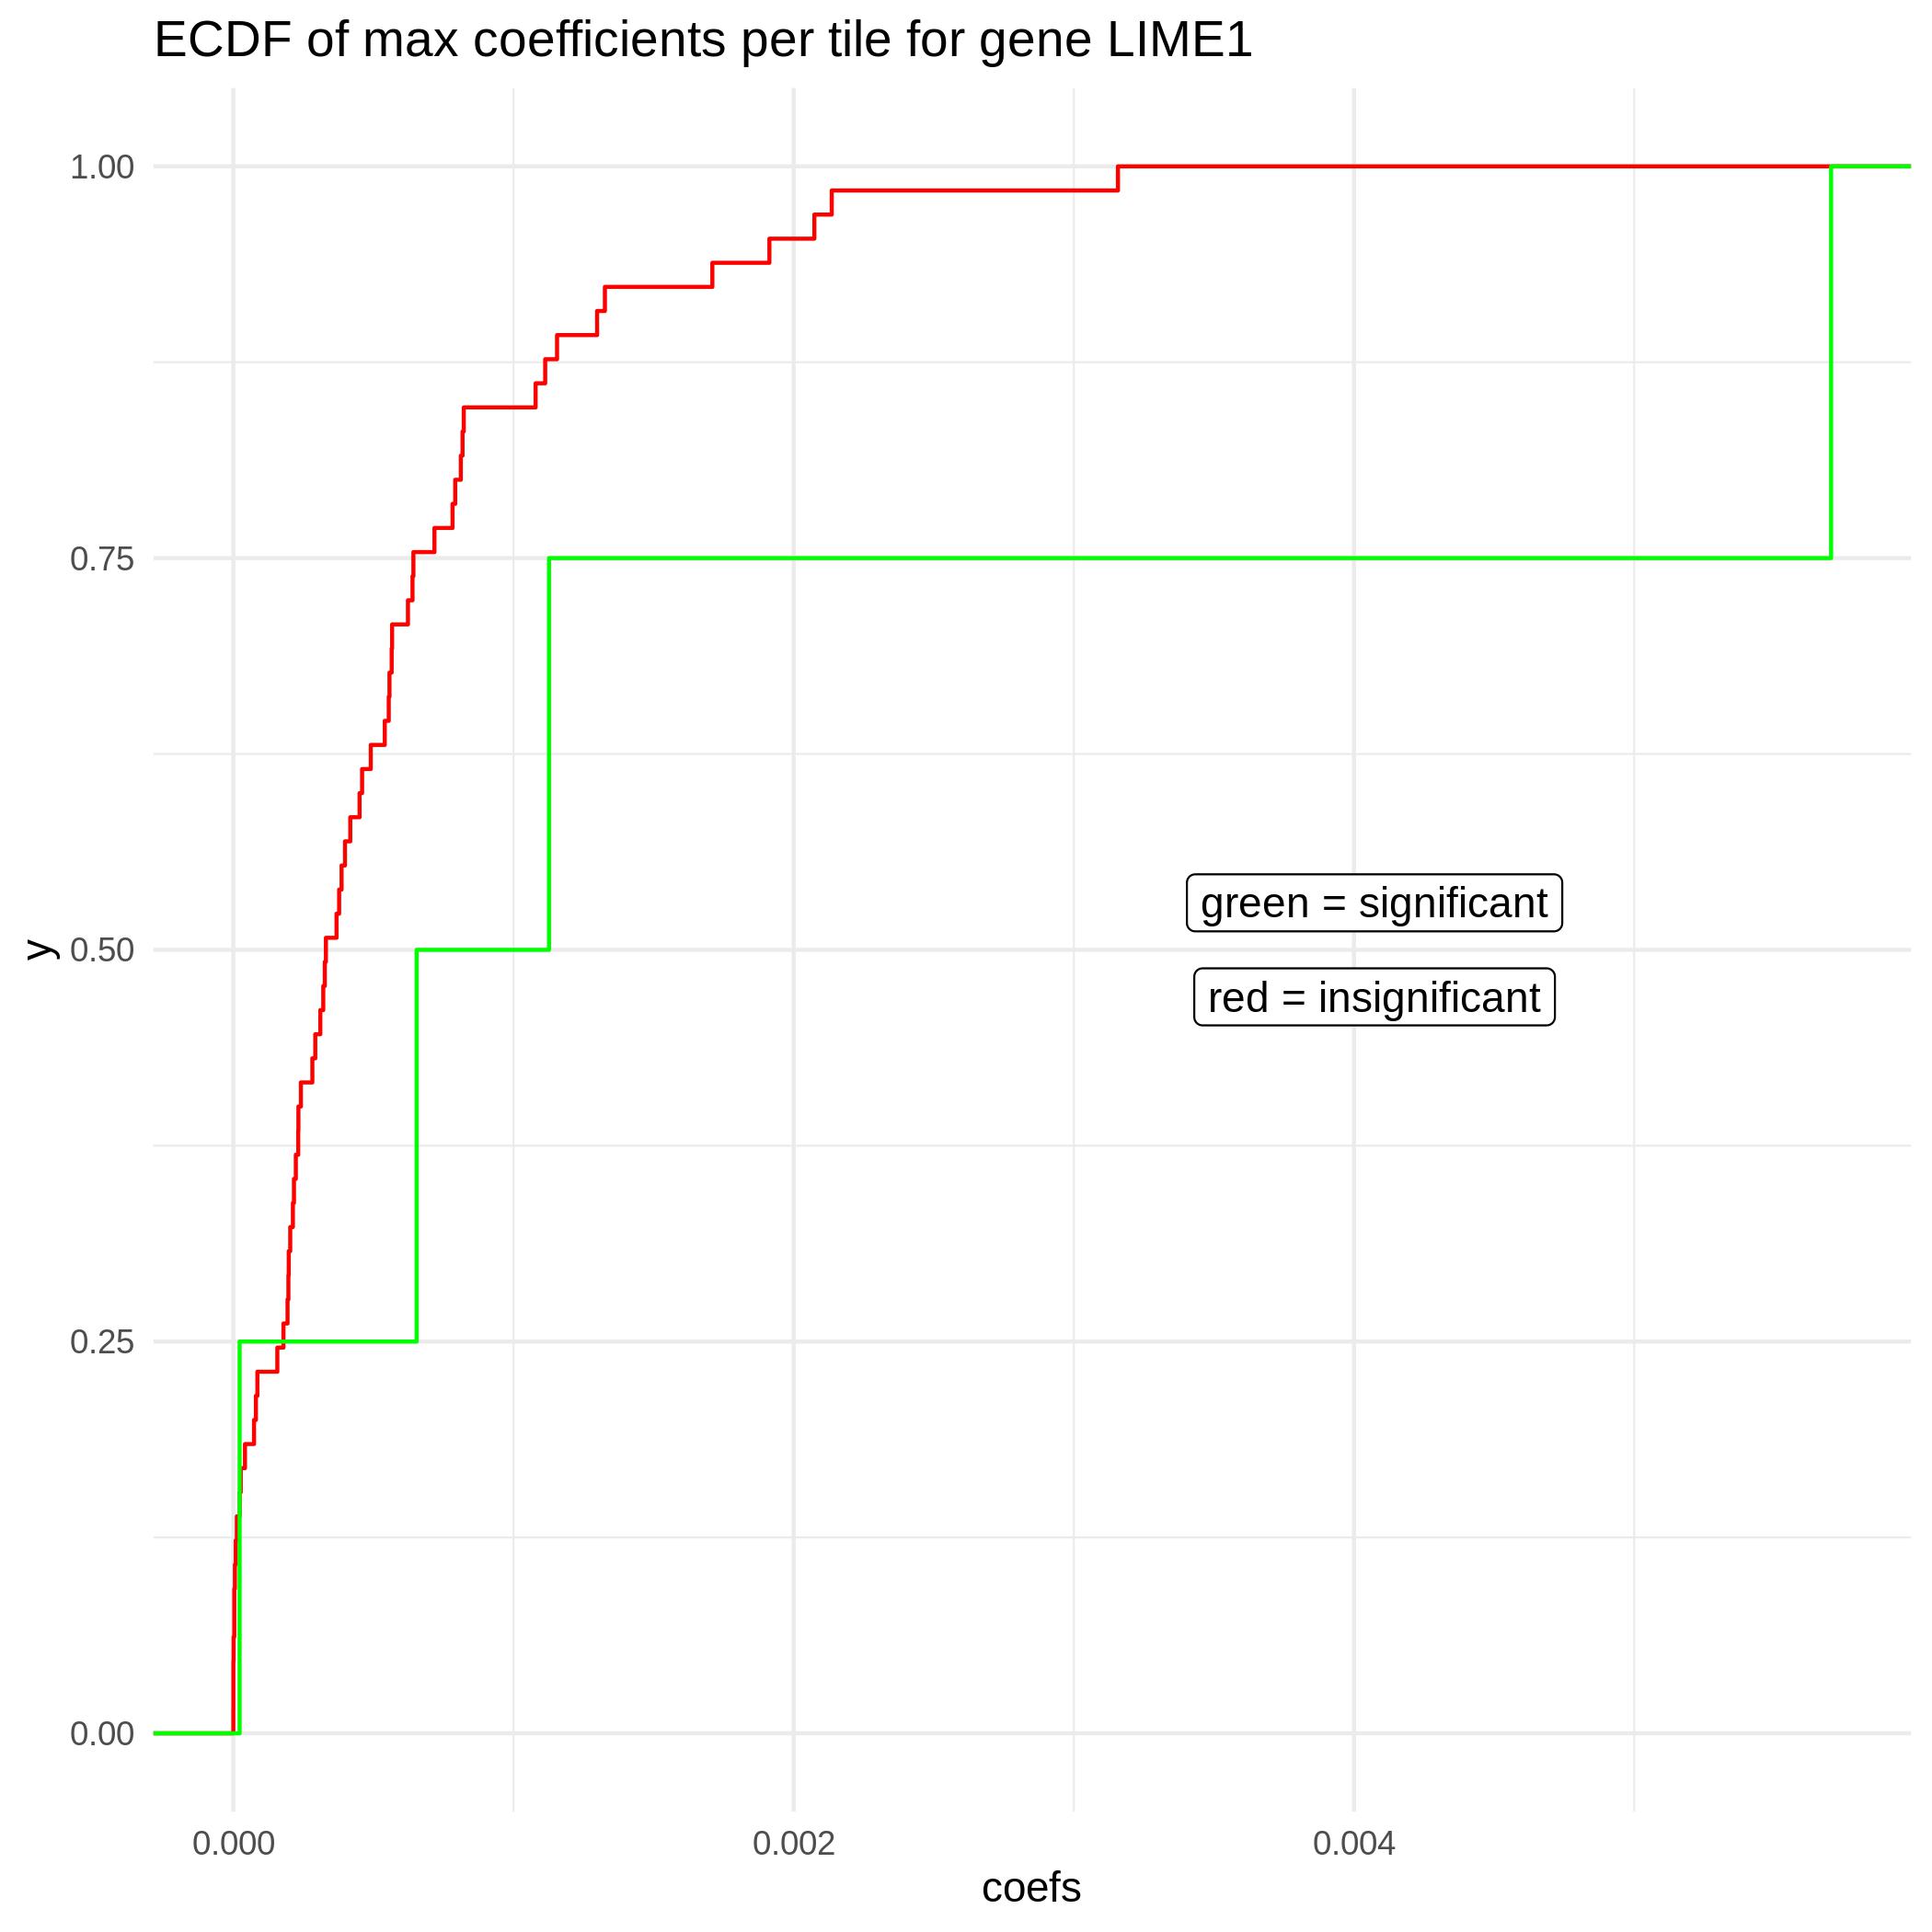 ECDF of max coefficients per tile for gene LIME1
1.00
0.75
0.50
0.25
0.00
y
green = significant
red = insignificant
0.000
0.002
0.004
coefs